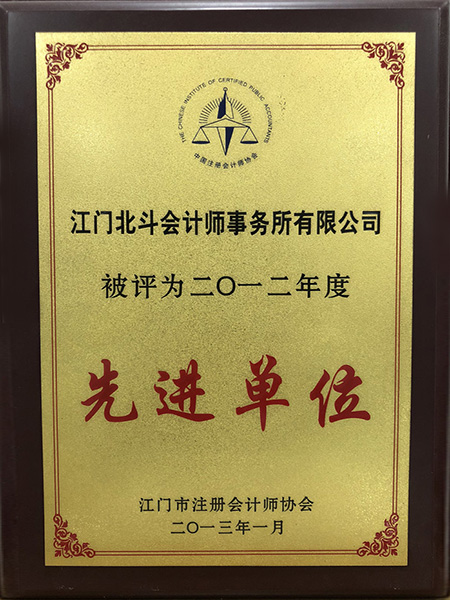 THE CHINESE INSTITUTE OF CERTIFIED PUBLIC ACCOUNTANTS
中国注册会计师协会
江门北斗会计师事务所有限公司
被评为二〇一二年度
先进单位
江门市注册会计师协会
二〇一三年一月